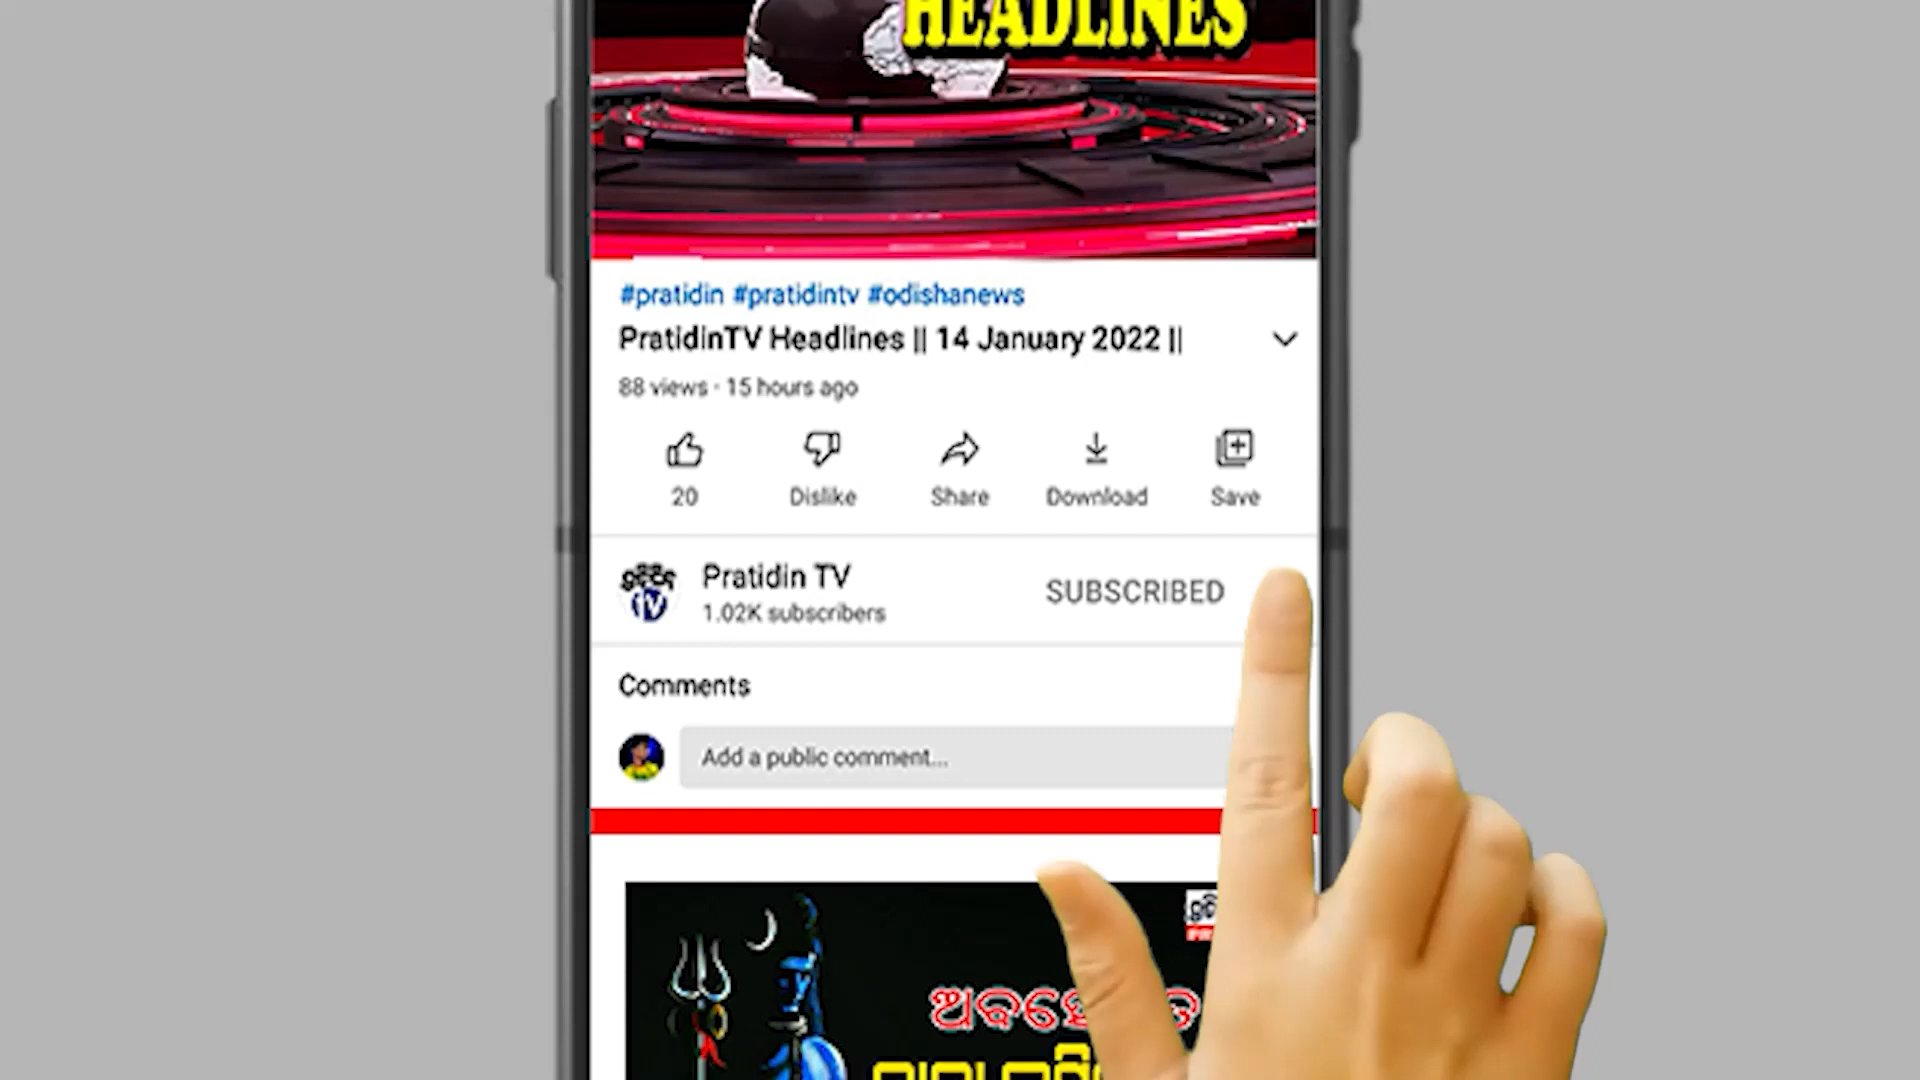 HEADLINES
#pratidin #pratidintv #odishanews
PratidinTV Headlines || 14 January 2022 ||
88 views · 15 hours ago
20 Dislike Share Download Save
Pratidin TV
1.02K subscribers
SUBSCRIBED
Comments
Add a public comment...